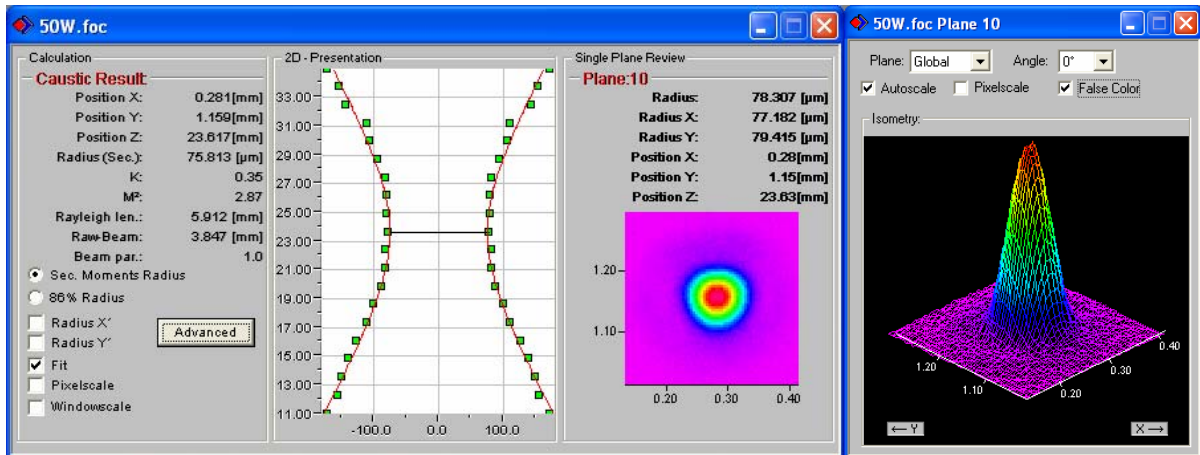 50W.foc
Calculation
Caustic Result:
Position X: 0.281[mm]
Position Y: 1.159[mm]
Position Z: 23.617[mm]
Radius (Sec.): 75.813 [µm]
K: 0.35
M²: 2.87
Rayleigh len.: 5.912 [mm]
Raw-Beam: 3.847 [mm]
Beam par.: 1.0
Sec. Moments Radius
86% Radius
Radius X´
Radius Y´
Advanced
Fit
Pixelscale
Windowscale
2D - Presentation
33.00
31.00
29.00
27.00
25.00
23.00
21.00
19.00
17.00
15.00
13.00
11.00
-100.0 0.0 100.0
Single Plane Review
Plane:10
Radius: 78.307 [µm]
Radius X: 77.182 [µm]
Radius Y: 79.415 [µm]
Position X: 0.28[mm]
Position Y: 1.15[mm]
Position Z: 23.63[mm]
1.20
1.10
0.20 0.30 0.40
50W.foc Plane 10
Plane: Global Angle: 0°
Autoscale Pixelscale False Color
Isometry:
0.40
1.20 0.30
1.10 0.20
← Y X →